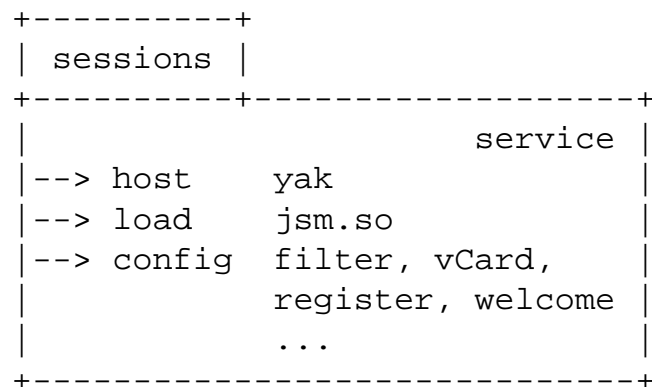 +----------+
| sessions |
+----------+------------------+
|                     service |
|--> host    yak              |
|--> load    jsm.so           |
|--> config  filter, vCard,   |
|            register, welcome |
|            ...              |
+-----------------------------+